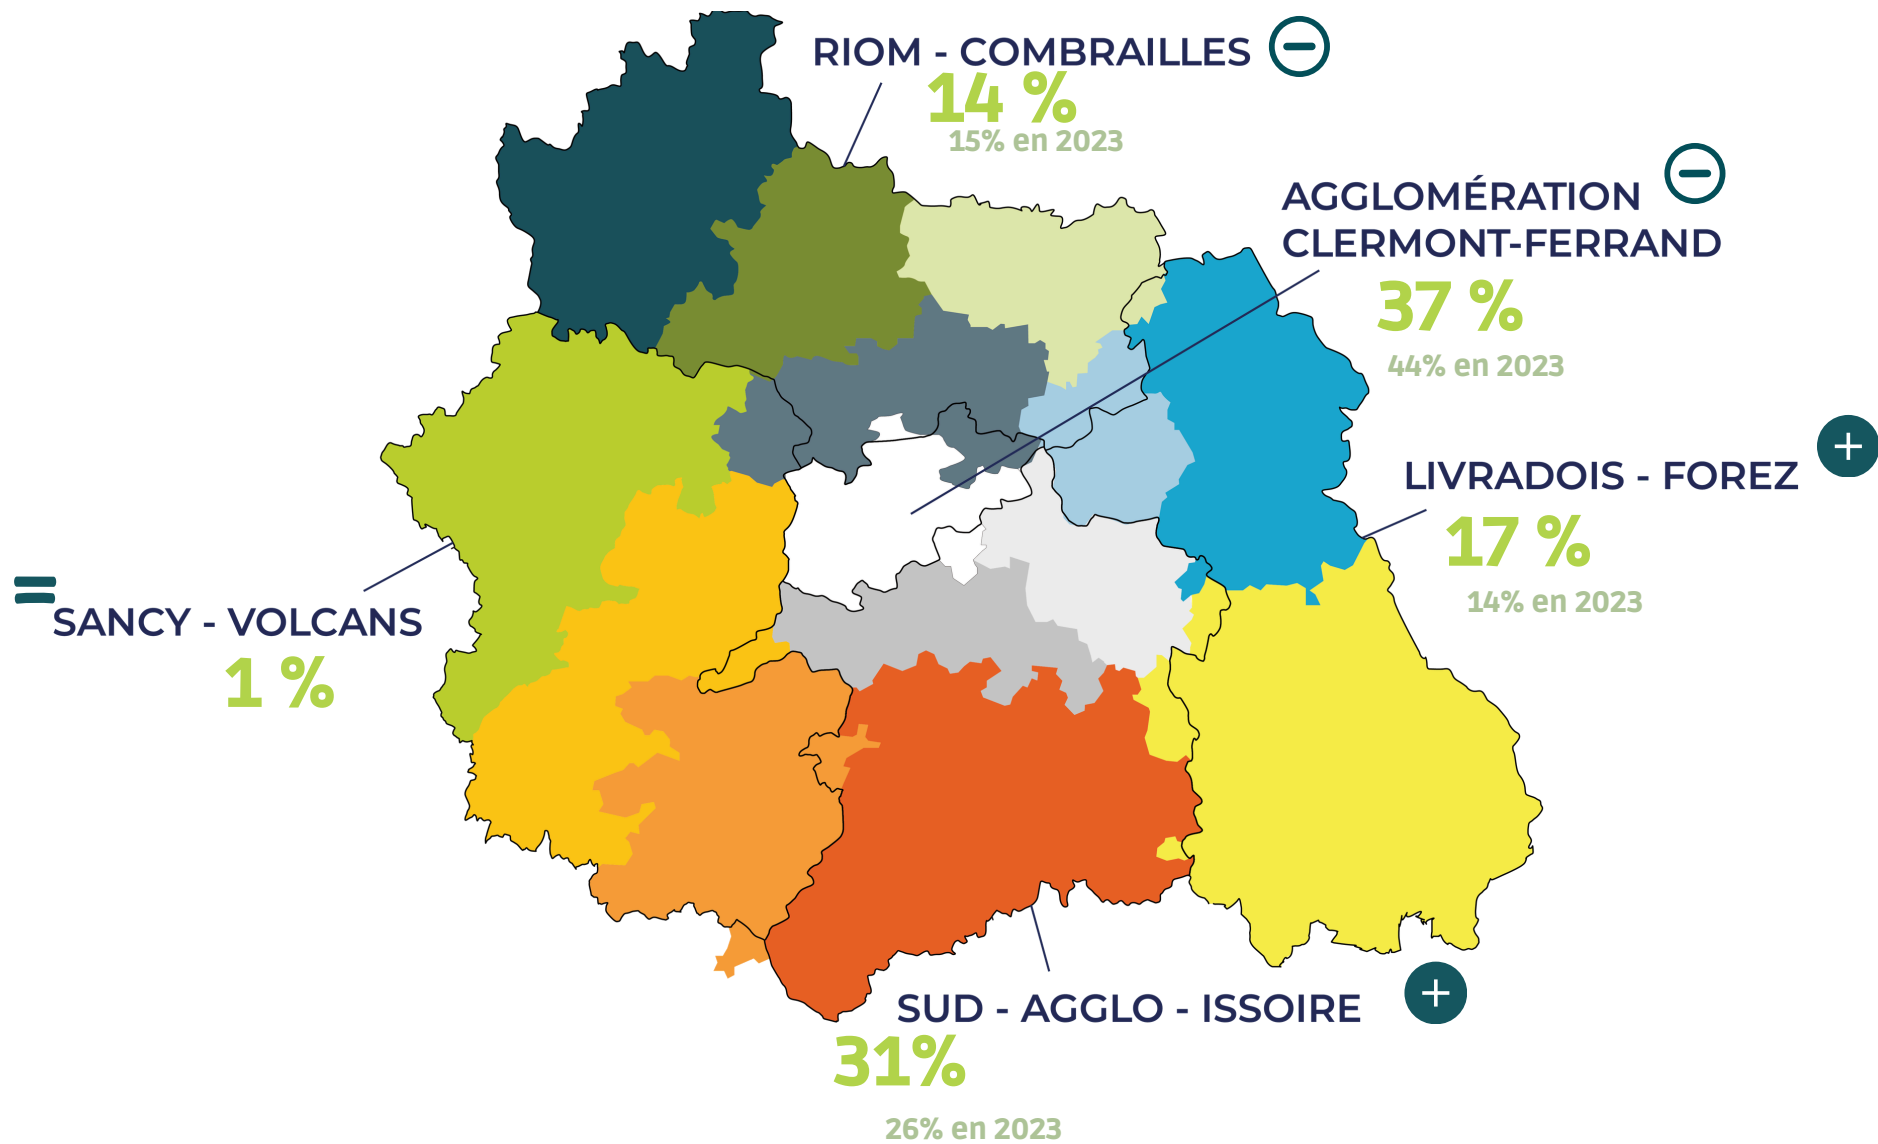 RIOM - COMBRAILLES
14 %
15% en 2023
AGGLOMÉRATION
CLERMONT-FERRAND
37 %
44% en 2023
LIVRADOIS - FOREZ
17 %
14% en 2023
SANCY - VOLCANS
1 %
SUD - AGGLO - ISSOIRE
31%
26% en 2023